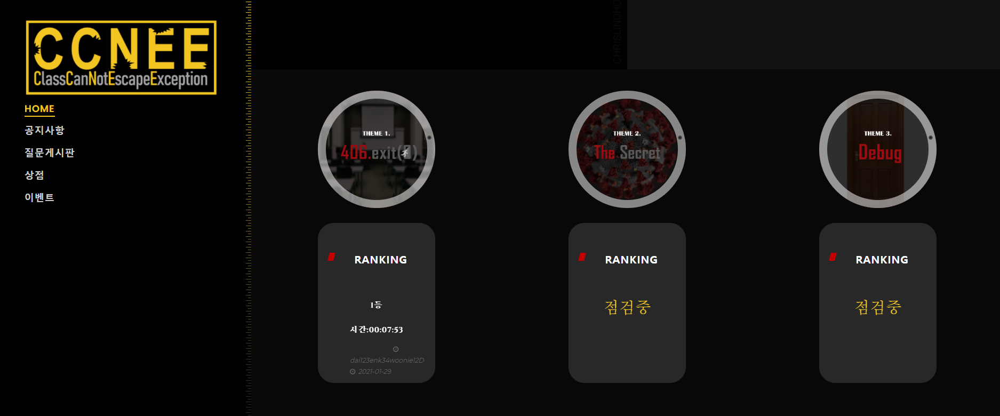 CCNEE
ClassCanNotEscapeException
HOME
공지사항
질문게시판
상점
이벤트
CHRISLINDHO
THEME 1.
406.exit(0)
THEME 2.
The Secret
THEME 3.
Debug
RANKING
1등
시간:00:07:53
dai123enk34woonie12D
2021-01-29
RANKING
점검중
RANKING
점검중